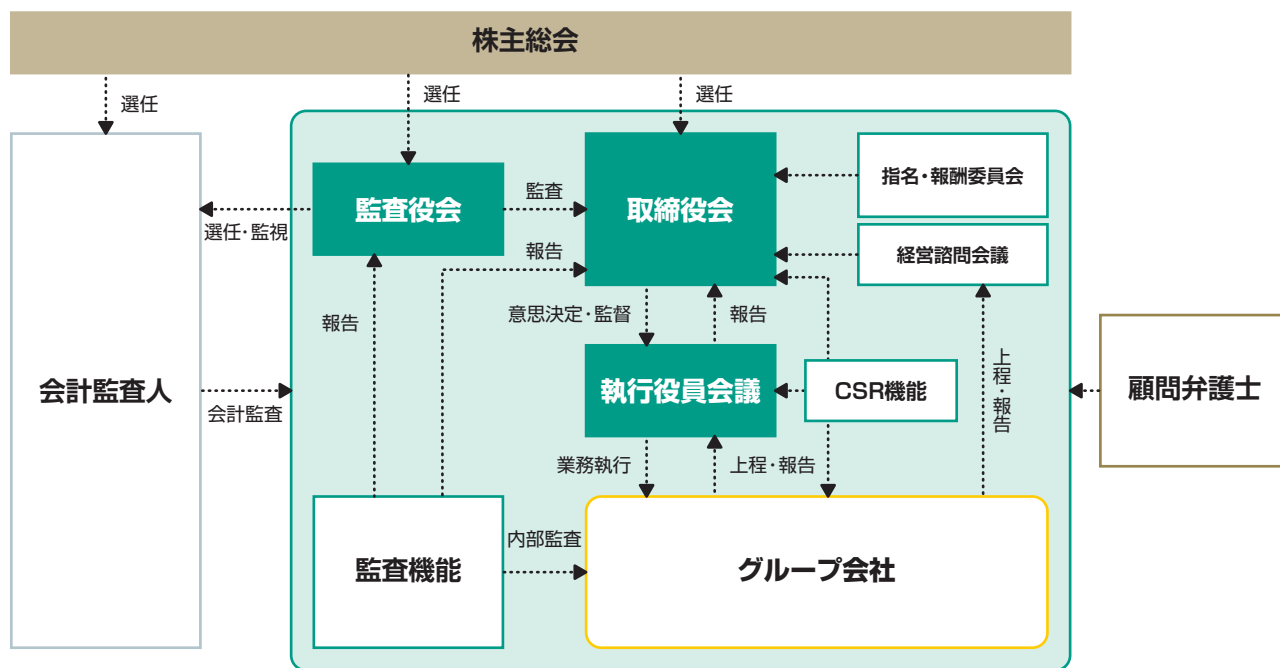 株主総会
選任
選任
選任
監査役会
監査
取締役会
指名・報酬委員会
選任・監視
経営諮問会議
報告
意思決定・監督
報告
報告
会計監査人
会計監査
執行役員会議
CSR機能
上程・報告
顧問弁護士
業務執行
上程・報告
監査機能
内部監査
グループ会社